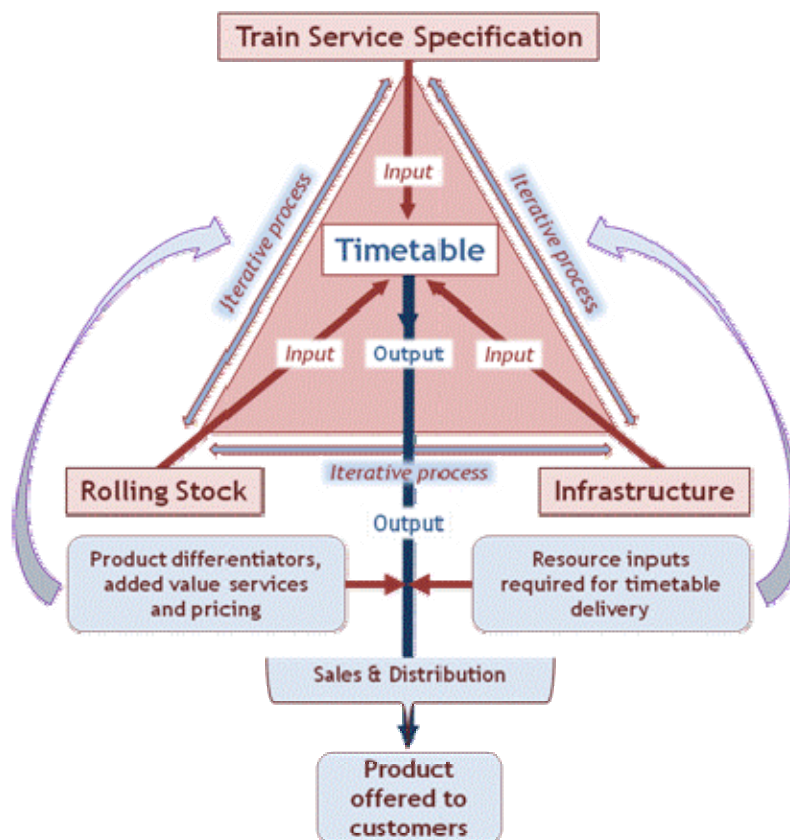 Train Service Specification
Input
Iterative process
Iterative process
Timetable
Input
Output
Input
Iterative process
Rolling Stock
Infrastructure
Output
Product differentiators,
added value services
and pricing
Resource inputs
required for timetable
delivery
Sales & Distribution
Product
offered to
customers